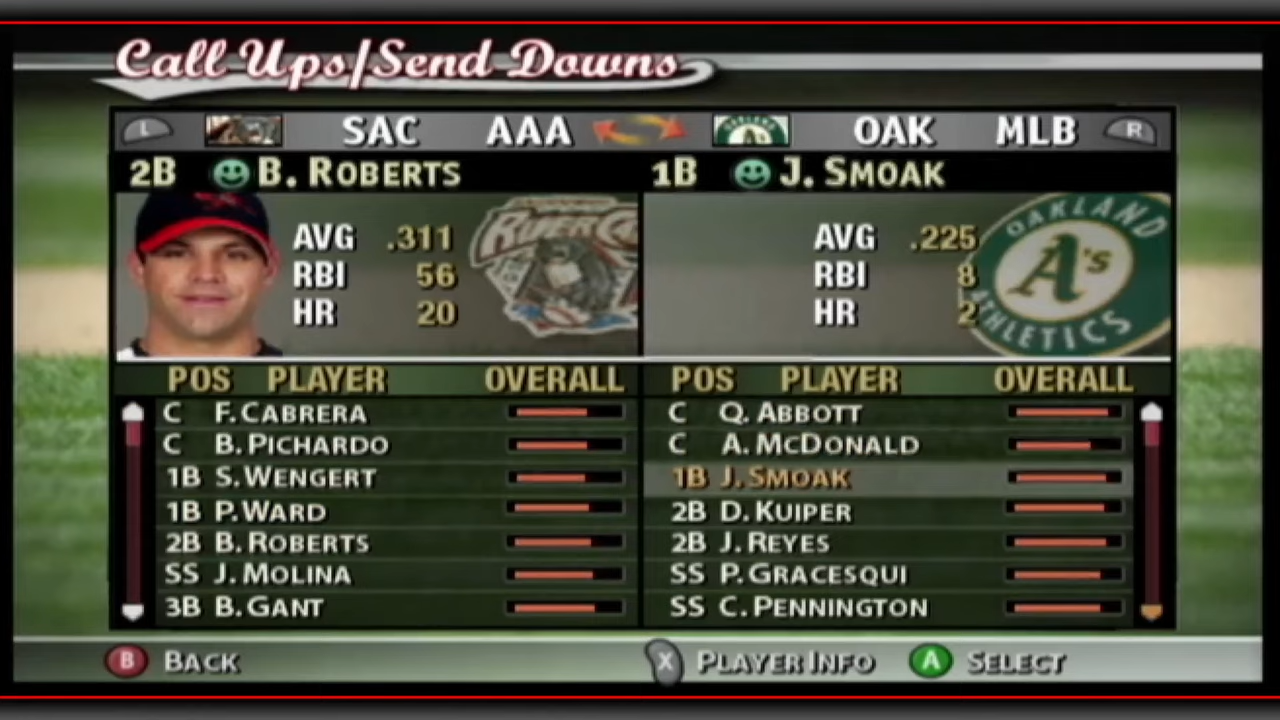 Call Ups/Send Downs
L SAC AAA OAK MLB R
2B B. ROBERTS 1B J. SMOAK
AVG .311 AVG .225
RBI 56 RBI 8
HR 20 HR 2
OAKLAND A's ATHLETICS
POS PLAYER OVERALL POS PLAYER OVERALL
C F. CABRERA C Q. ABBOTT
C B. PICHARDO C A. MCDONALD
1B S. WENGERT 1B J. SMOAK
1B P. WARD 2B D. KUIPER
2B B. ROBERTS 2B J. REYES
SS J. MOLINA SS P. GRACESQUI
3B B. GANT SS C. PENNINGTON
B BACK X PLAYER INFO A SELECT